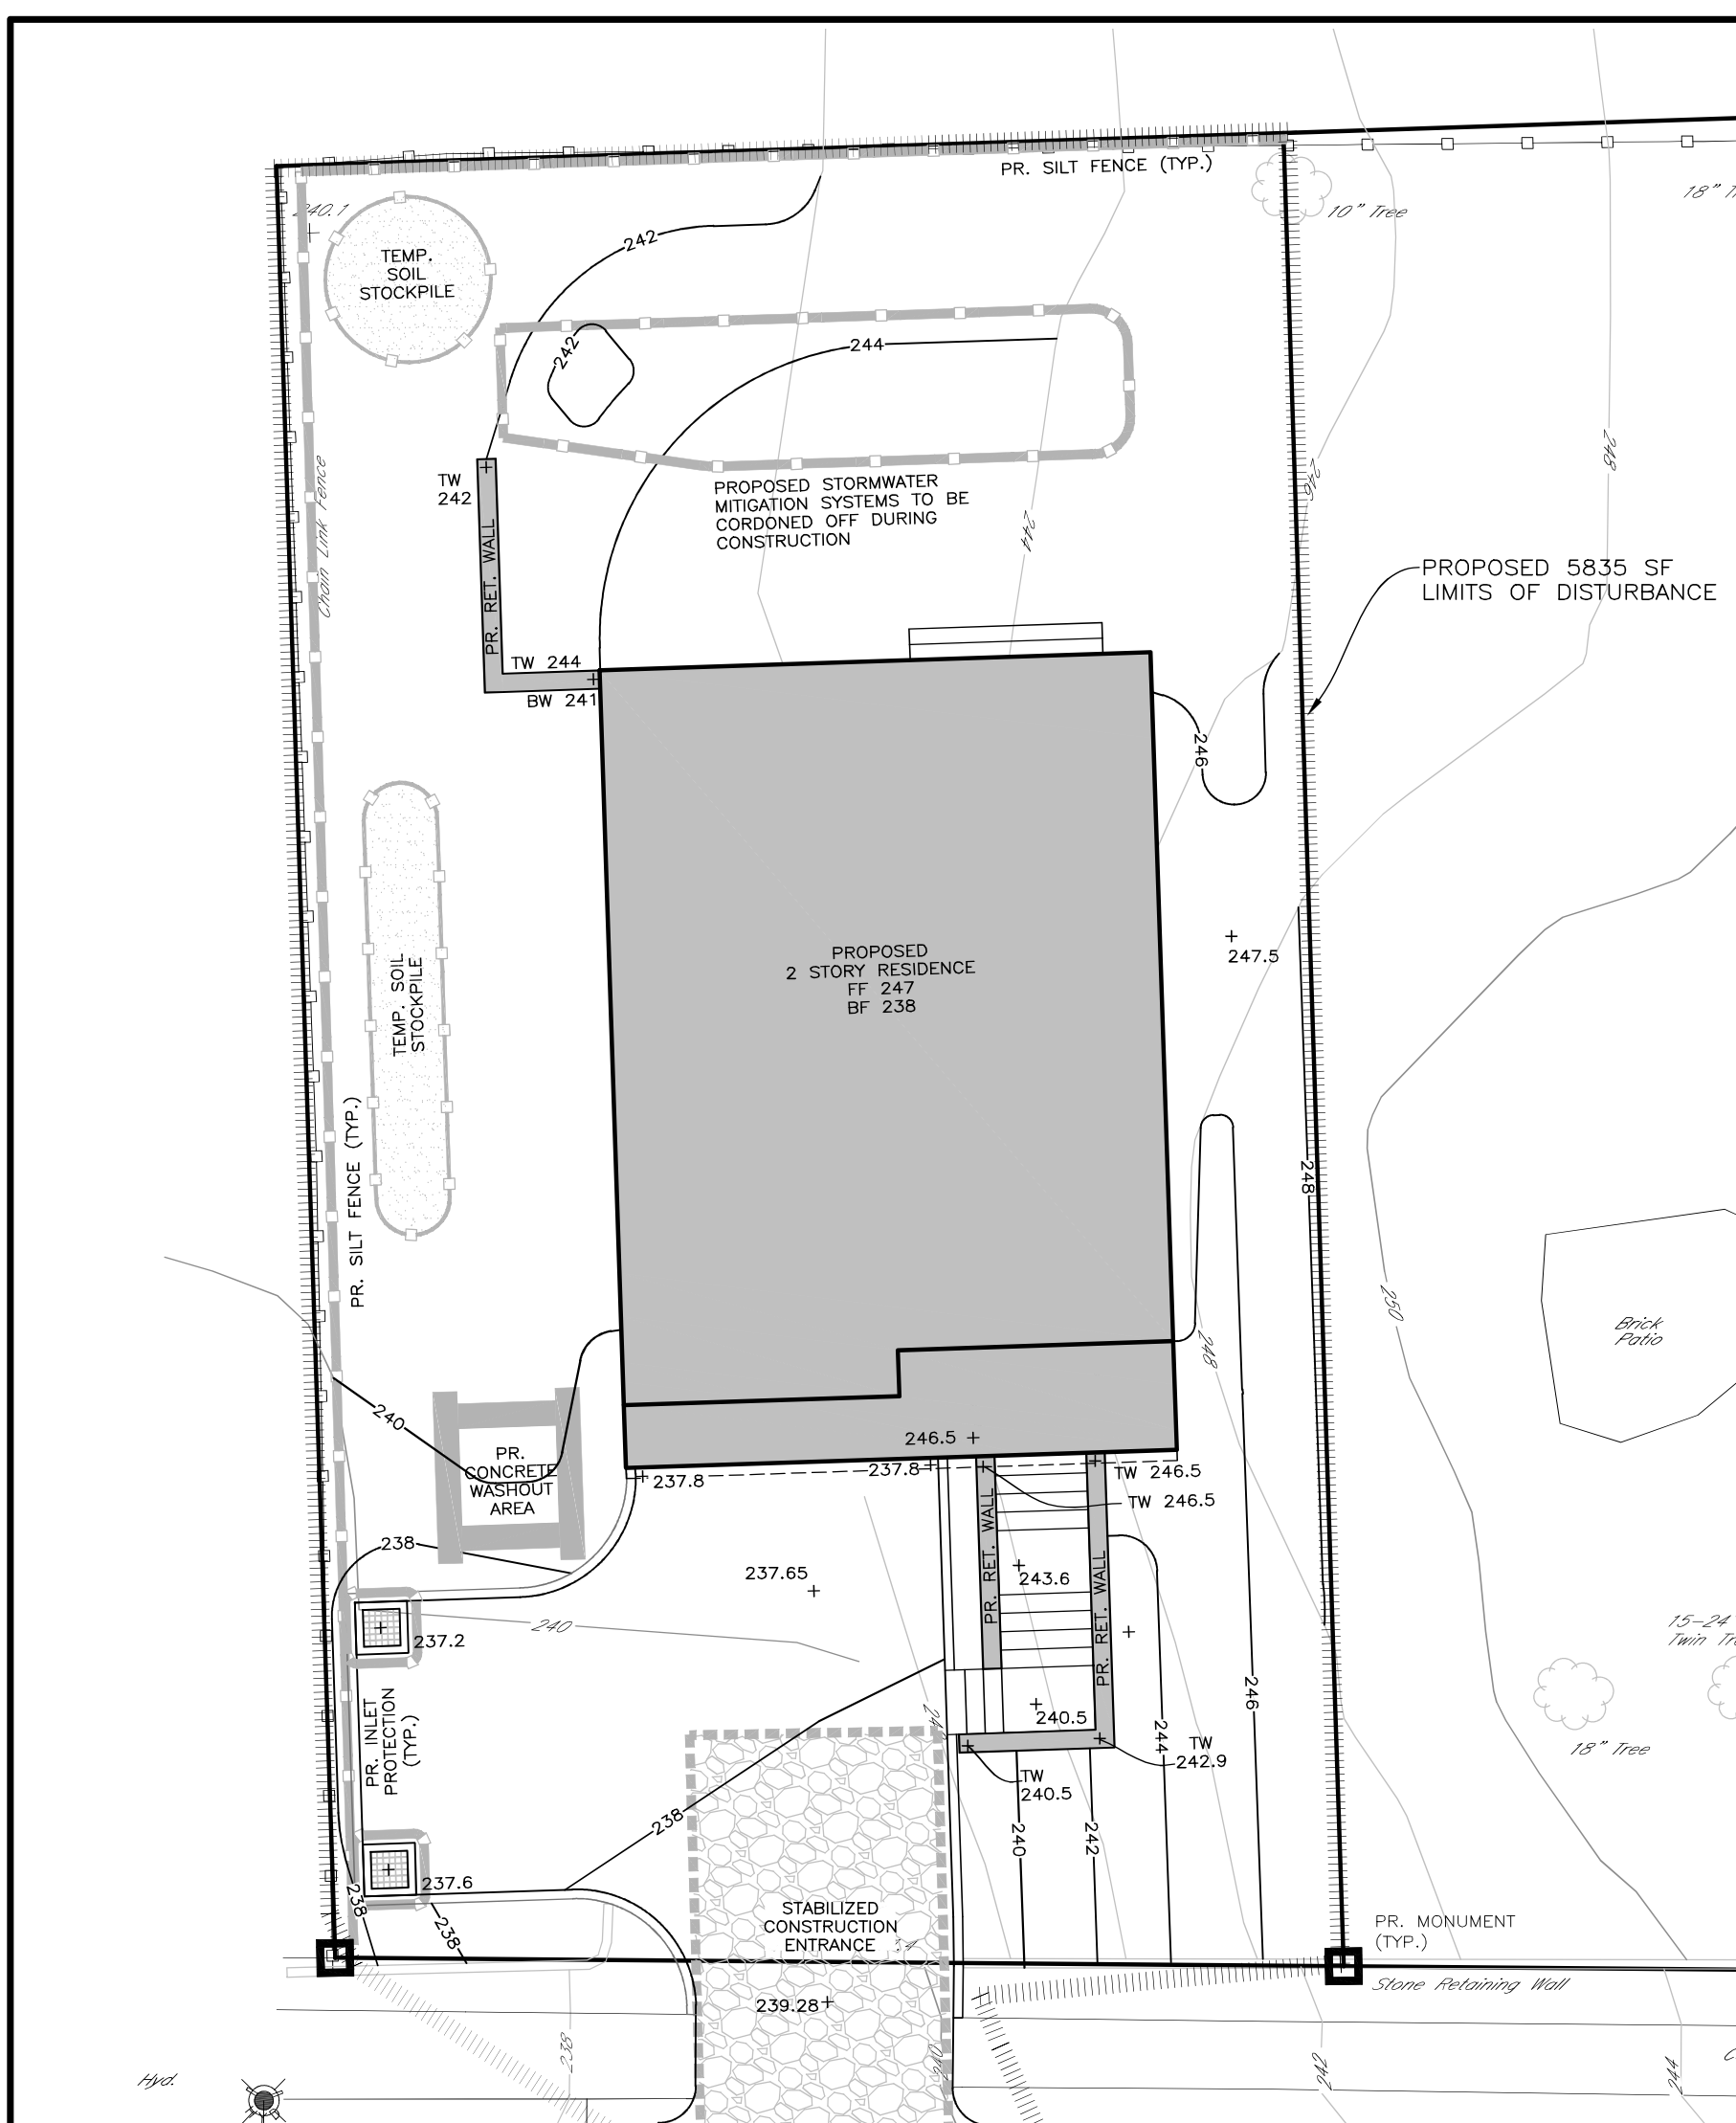 PR. SILT FENCE (TYP.)
10" Tree
18"
240.1
TEMP.
SOIL
STOCKPILE
242
242
244
TW
242
PROPOSED STORMWATER
MITIGATION SYSTEMS TO BE
CORDONED OFF DURING
CONSTRUCTION
Chain Link Fence
PR. RET. WALL
244
246
248
PROPOSED 5835 SF
LIMITS OF DISTURBANCE
TW 244
BW 241
246
PROPOSED
2 STORY RESIDENCE
FF 247
BF 238
247.5
TEMP. SOIL
STOCKPILE
PR. SILT FENCE (TYP.)
248
250
Brick
Patio
248
240
246.5
237.8
237.8
TW 246.5
TW 246.5
PR.
CONCRETE
WASHOUT
AREA
PR. RET. WALL
238
237.65
243.6
PR. RET. WALL
240
237.2
15-24
Twin
PR. INLET
PROTECTION
(TYP.)
246
240.5
244
TW
242.9
18" Tree
TW
240.5
238
240
242
237.6
238
238
STABILIZED
CONSTRUCTION
ENTRANCE
PR. MONUMENT
(TYP.)
Stone Retaining Wall
239.28
238
240
242
244
Hyd.